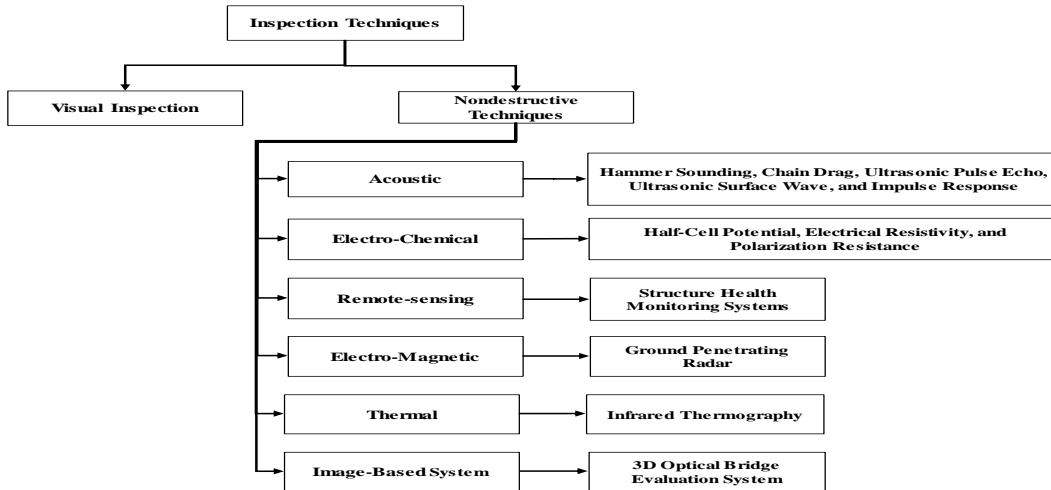 Inspection Techniques
Visual Inspection
Nondestructive
Techniques
Acoustic
Hammer Sounding, Chain Drag, Ultrasonic Pulse Echo,
Ultrasonic Surface Wave, and Impulse Response
Electro-Chemical
Half-Cell Potential, Electrical Resistivity, and
Polarization Resistance
Remote-sensing
Structure Health
Monitoring Systems
Electro-Magnetic
Ground Penetrating
Radar
Thermal
Infrared Thermography
Image-Based System
3D Optical Bridge
Evaluation System